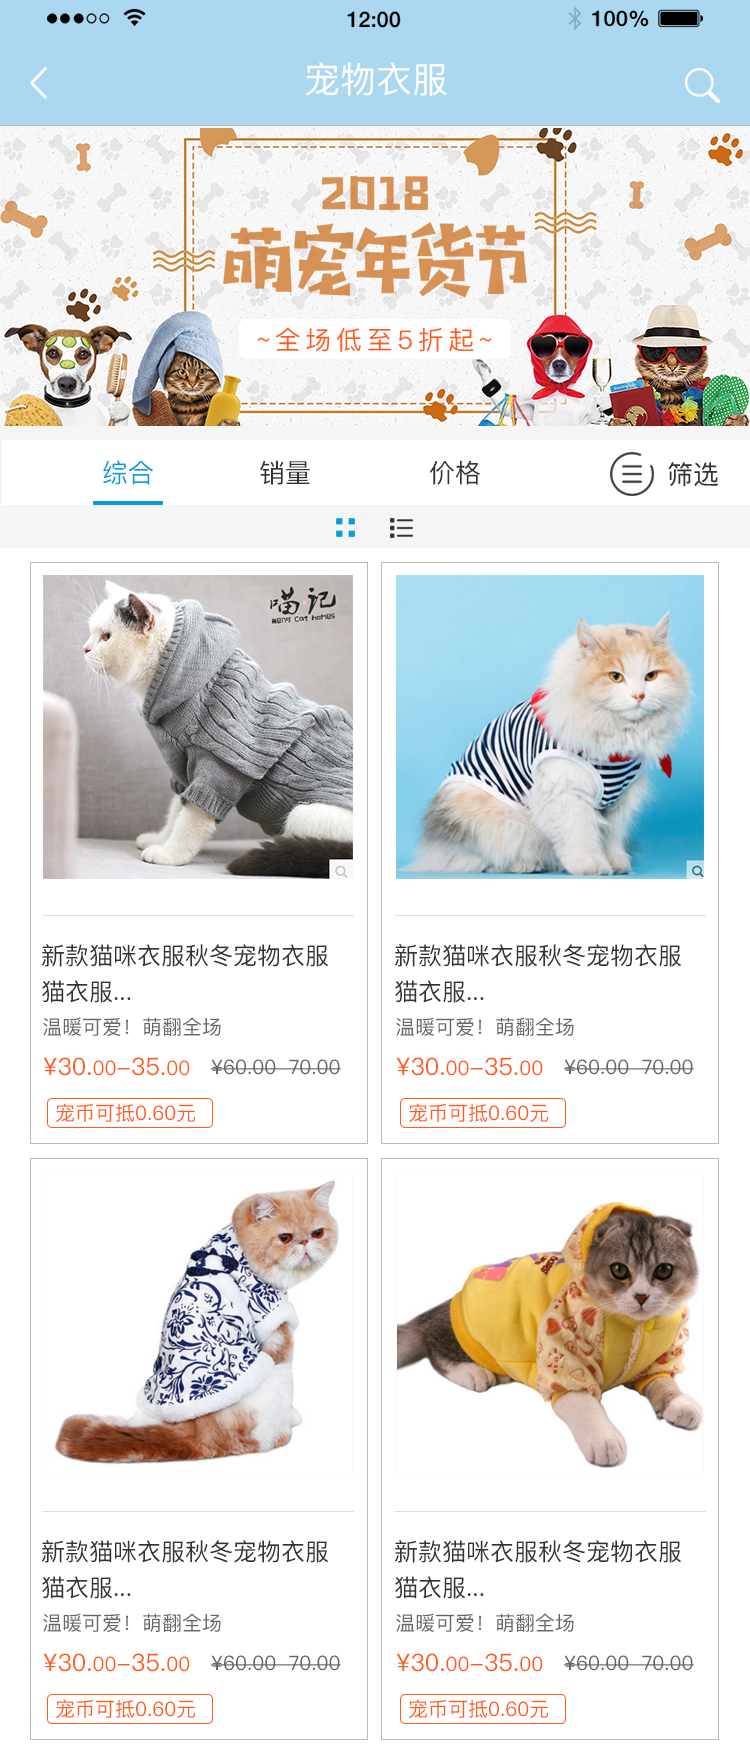 12:00
100%
宠物衣服
2018
萌宠年货节
~全场低至5折起~
综合 销量 价格 筛选
喵记
MENG Cat HOMES
新款猫咪衣服秋冬宠物衣服
猫衣服...
温暖可爱！萌翻全场
¥30.00-35.00 ¥60.00-70.00
宠币可抵0.60元
新款猫咪衣服秋冬宠物衣服
猫衣服...
温暖可爱！萌翻全场
¥30.00-35.00 ¥60.00-70.00
宠币可抵0.60元
新款猫咪衣服秋冬宠物衣服
猫衣服...
温暖可爱！萌翻全场
¥30.00-35.00 ¥60.00-70.00
宠币可抵0.60元
新款猫咪衣服秋冬宠物衣服
猫衣服...
温暖可爱！萌翻全场
¥30.00-35.00 ¥60.00-70.00
宠币可抵0.60元